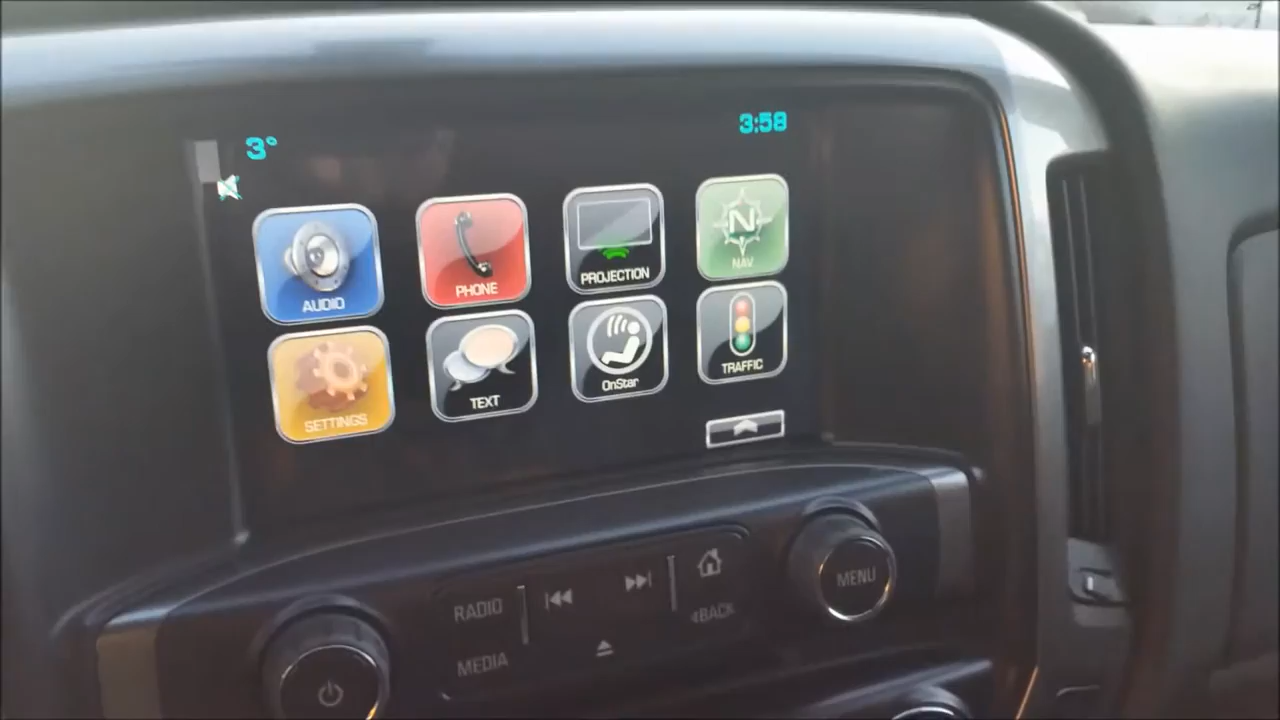 3°
3:58
AUDIO
PHONE
PROJECTION
N
NAV
SETTINGS
TEXT
OnStar
TRAFFIC
RADIO
MEDIA
BACK
MENU